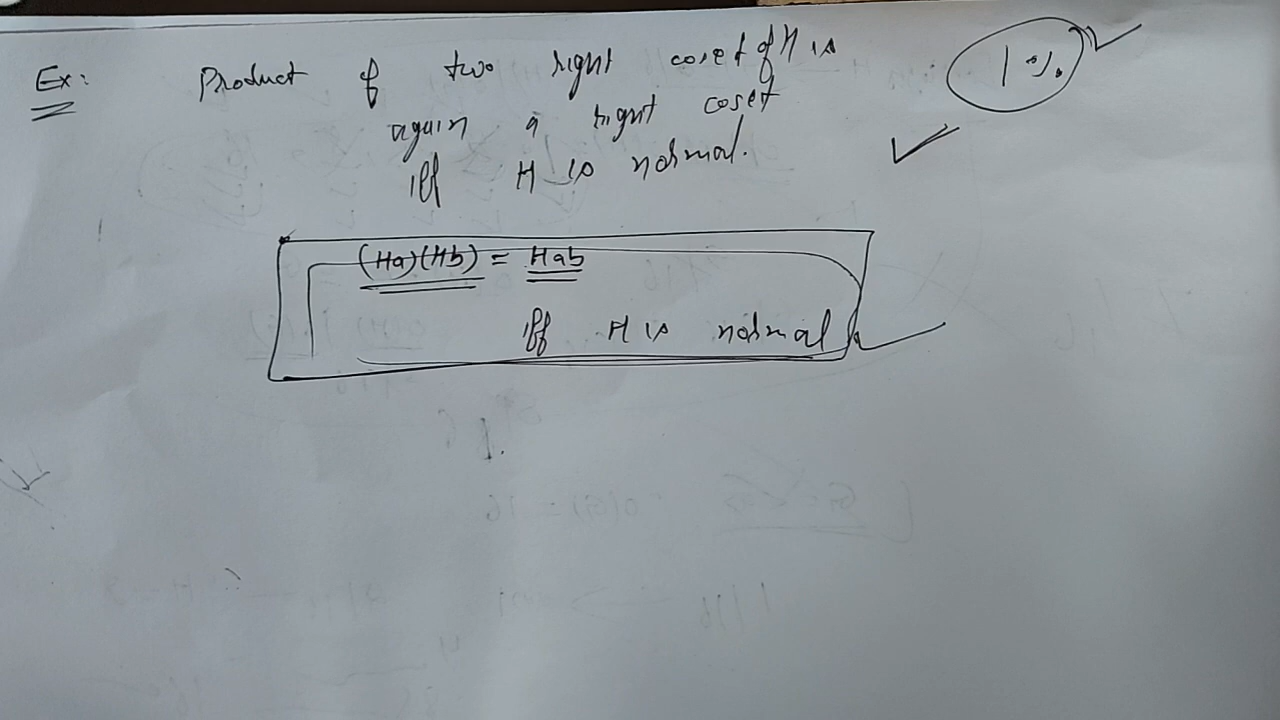 Ex: Product of two right coset of H is
again a right coset
iff H is normal.
1%
(Ha)(Hb) = Hab
iff H is normal